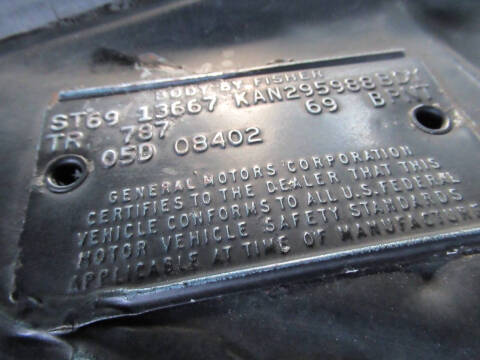 BODY BY FISHER
ST69 13667 KAN295988 BDY
TR 787 69 B PNT
05D 08402
GENERAL MOTORS CORPORATION
CERTIFIES TO THE DEALER THAT THIS
VEHICLE CONFORMS TO ALL U.S. FEDERAL
MOTOR VEHICLE SAFETY STANDARDS
APPLICABLE AT TIME OF MANUFACTURE